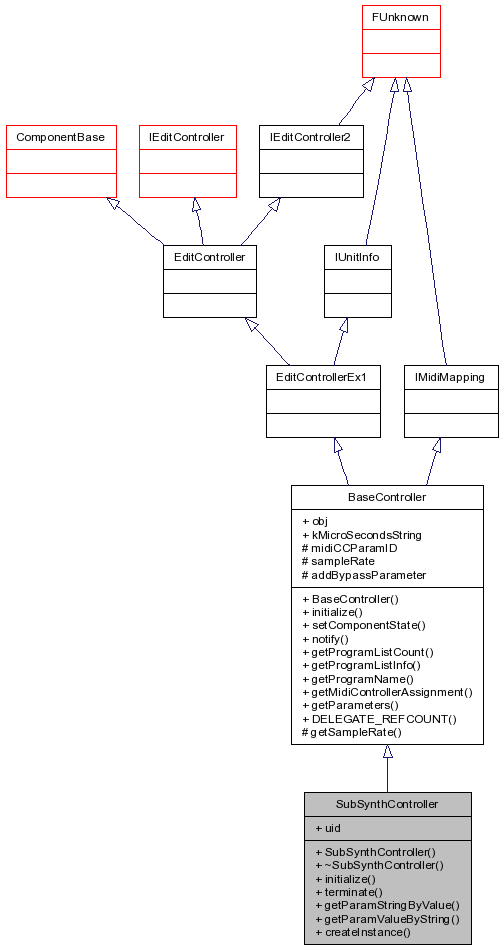 FUnknown
ComponentBase
IEditController
IEditController2
EditController
IUnitInfo
EditControllerEx1
IMidiMapping
BaseController
+ obj
+ kMicroSecondsString
# midiCCParamID
# sampleRate
# addBypassParameter
+ BaseController()
+ initialize()
+ setComponentState()
+ notify()
+ getProgramListCount()
+ getProgramListInfo()
+ getProgramName()
+ getMidiControllerAssignment()
+ getParameters()
+ DELEGATE_REFCOUNT()
# getSampleRate()
SubSynthController
+ uid
+ SubSynthController()
+ ~SubSynthController()
+ initialize()
+ terminate()
+ getParamStringByValue()
+ getParamValueByString()
+ createInstance()